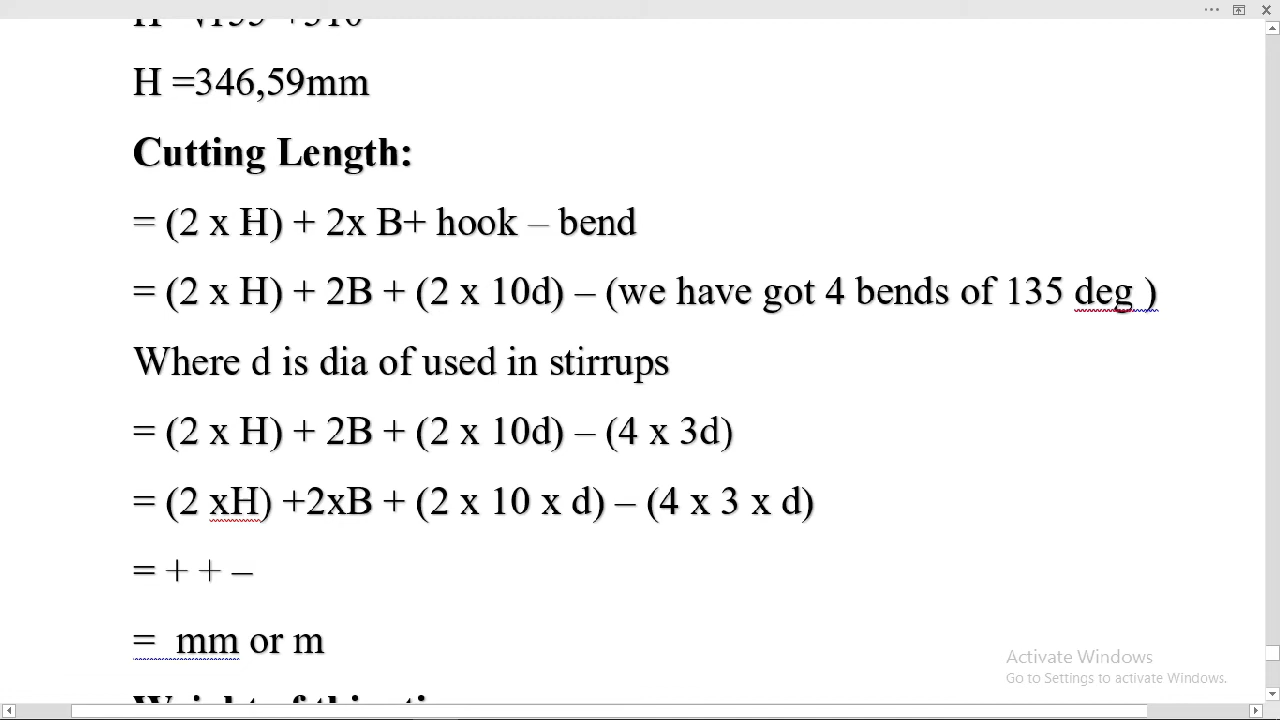 H =346,59mm
Cutting Length:
= (2 x H) + 2x B+ hook – bend
= (2 x H) + 2B + (2 x 10d) – (we have got 4 bends of 135 deg )
Where d is dia of used in stirrups
= (2 x H) + 2B + (2 x 10d) – (4 x 3d)
= (2 xH) +2xB + (2 x 10 x d) – (4 x 3 x d)
= + + –
=  mm or m
Activate Windows
Go to Settings to activate Windows.